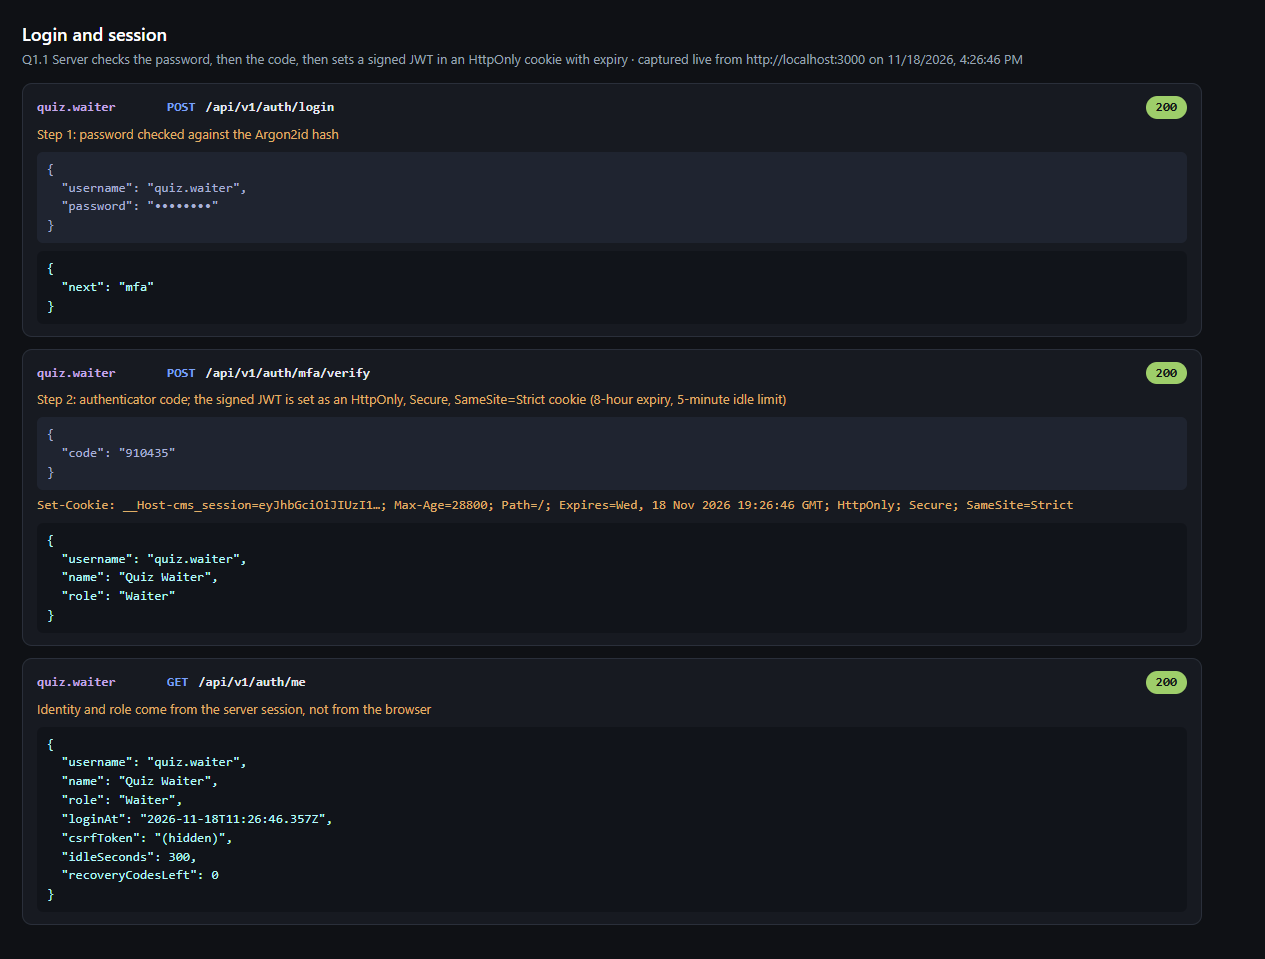 Login and session
Q1.1 Server checks the password, then the code, then sets a signed JWT in an HttpOnly cookie with expiry · captured live from http://localhost:3000 on 11/18/2026, 4:26:46 PM
quiz.waiter POST /api/v1/auth/login 200
Step 1: password checked against the Argon2id hash
{
"username": "quiz.waiter",
"password": "••••••••"
}
{
"next": "mfa"
}
quiz.waiter POST /api/v1/auth/mfa/verify 200
Step 2: authenticator code; the signed JWT is set as an HttpOnly, Secure, SameSite=Strict cookie (8-hour expiry, 5-minute idle limit)
{
"code": "910435"
}
Set-Cookie: __Host-cms_session=eyJhbGciOiJIUzI1…; Max-Age=28800; Path=/; Expires=Wed, 18 Nov 2026 19:26:46 GMT; HttpOnly; Secure; SameSite=Strict
{
"username": "quiz.waiter",
"name": "Quiz Waiter",
"role": "Waiter"
}
quiz.waiter GET /api/v1/auth/me 200
Identity and role come from the server session, not from the browser
{
"username": "quiz.waiter",
"name": "Quiz Waiter",
"role": "Waiter",
"loginAt": "2026-11-18T11:26:46.357Z",
"csrfToken": "(hidden)",
"idleSeconds": 300,
"recoveryCodesLeft": 0
}